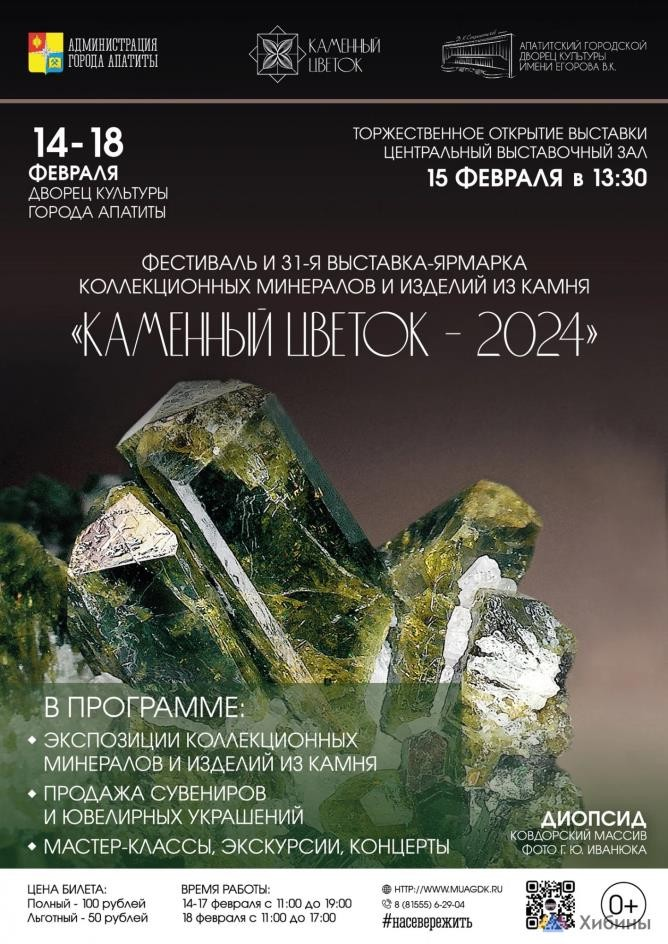 АДМИНИСТРАЦИЯ
ГОРОДА АПАТИТЫ
КАМЕННЫЙ
ЦВЕТОК
АПАТИТСКИЙ ГОРОДСКОЙ
ДВОРЕЦ КУЛЬТУРЫ
ИМЕНИ ЕГОРОВА В.К.
14-18
ФЕВРАЛЯ
ДВОРЕЦ КУЛЬТУРЫ
ГОРОДА АПАТИТЫ
ТОРЖЕСТВЕННОЕ ОТКРЫТИЕ ВЫСТАВКИ
ЦЕНТРАЛЬНЫЙ ВЫСТАВОЧНЫЙ ЗАЛ
15 ФЕВРАЛЯ в 13:30
ФЕСТИВАЛЬ И 31-Я ВЫСТАВКА-ЯРМАРКА
КОЛЛЕКЦИОННЫХ МИНЕРАЛОВ И ИЗДЕЛИЙ ИЗ КАМНЯ
«КАМЕННЫЙ ЦВЕТОК – 2024»
В ПРОГРАММЕ:
ЭКСПОЗИЦИИ КОЛЛЕКЦИОННЫХ
МИНЕРАЛОВ И ИЗДЕЛИЙ ИЗ КАМНЯ
ПРОДАЖА СУВЕНИРОВ
И ЮВЕЛИРНЫХ УКРАШЕНИЙ
МАСТЕР-КЛАССЫ, ЭКСКУРСИИ, КОНЦЕРТЫ
ДИОПСИД
КОВДОРСКИЙ МАССИВ
ФОТО Г. Ю. ИВАНЮКА
ЦЕНА БИЛЕТА:
Полный - 100 рублей
Льготный - 50 рублей
ВРЕМЯ РАБОТЫ:
14-17 февраля с 11:00 до 19:00
18 февраля с 11:00 до 17:00
HTTP://WWW.MUAGDK.RU
8 (81555) 6-29-04
#насевережить
0+
Хибины